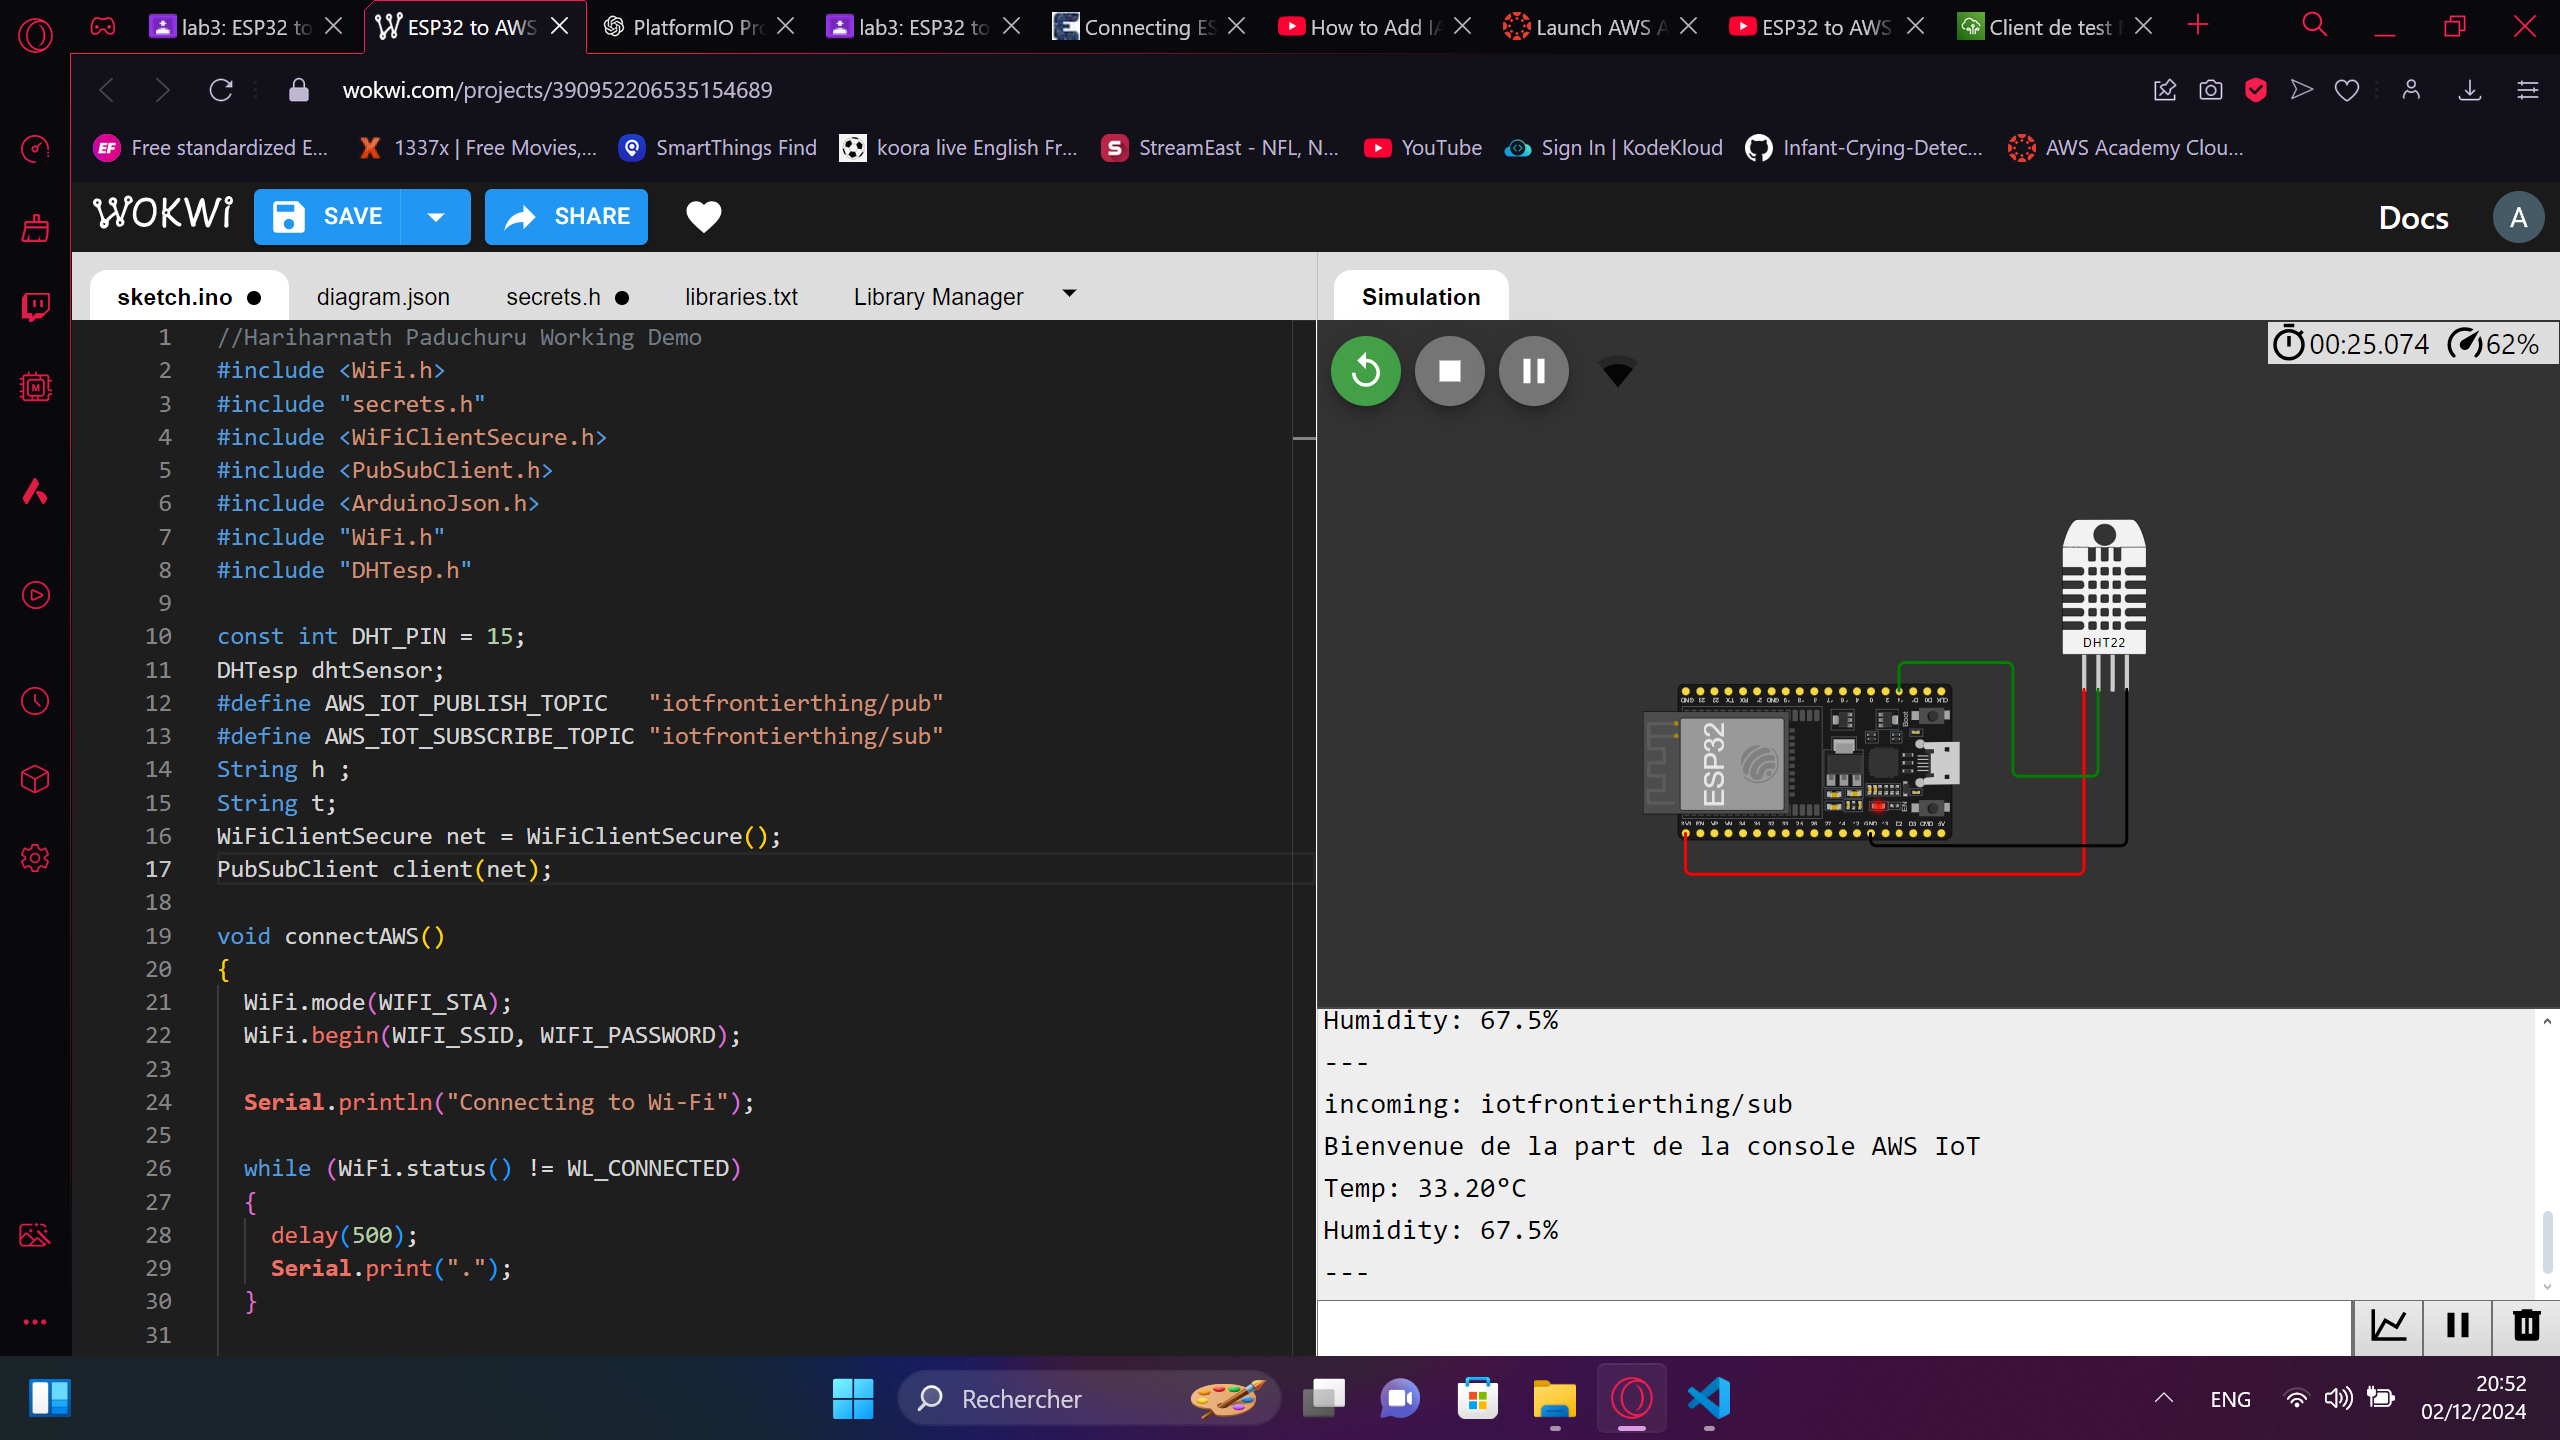 lab3: ESP32 to
ESP32 to AWS
PlatformIO Pro
lab3: ESP32 to
Connecting ES
How to Add IA
Launch AWS A
ESP32 to AWS
Client de test
wokwi.com/projects/390952206535154689
Free standardized E...
1337x | Free Movies,...
SmartThings Find
koora live English Fr...
StreamEast - NFL, N...
YouTube
Sign In | KodeKloud
Infant-Crying-Detec...
AWS Academy Clou...
WOKWI
SAVE
SHARE
Docs
A
sketch.ino
diagram.json
secrets.h
libraries.txt
Library Manager
1 //Hariharnath Paduchuru Working Demo
2 #include <WiFi.h>
3 #include "secrets.h"
4 #include <WiFiClientSecure.h>
5 #include <PubSubClient.h>
6 #include <ArduinoJson.h>
7 #include "WiFi.h"
8 #include "DHTesp.h"
9
10 const int DHT_PIN = 15;
11 DHTesp dhtSensor;
12 #define AWS_IOT_PUBLISH_TOPIC   "iotfrontierthing/pub"
13 #define AWS_IOT_SUBSCRIBE_TOPIC "iotfrontierthing/sub"
14 String h ;
15 String t;
16 WiFiClientSecure net = WiFiClientSecure();
17 PubSubClient client(net);
18
19 void connectAWS()
20 {
21   WiFi.mode(WIFI_STA);
22   WiFi.begin(WIFI_SSID, WIFI_PASSWORD);
23
24   Serial.println("Connecting to Wi-Fi");
25
26   while (WiFi.status() != WL_CONNECTED)
27   {
28     delay(500);
29     Serial.print(".");
30   }
31
Simulation
00:25.074
62%
DHT22
ESP32
Humidity: 67.5%
---
incoming: iotfrontierthing/sub
Bienvenue de la part de la console AWS IoT
Temp: 33.20°C
Humidity: 67.5%
---
Rechercher
ENG
20:52
02/12/2024